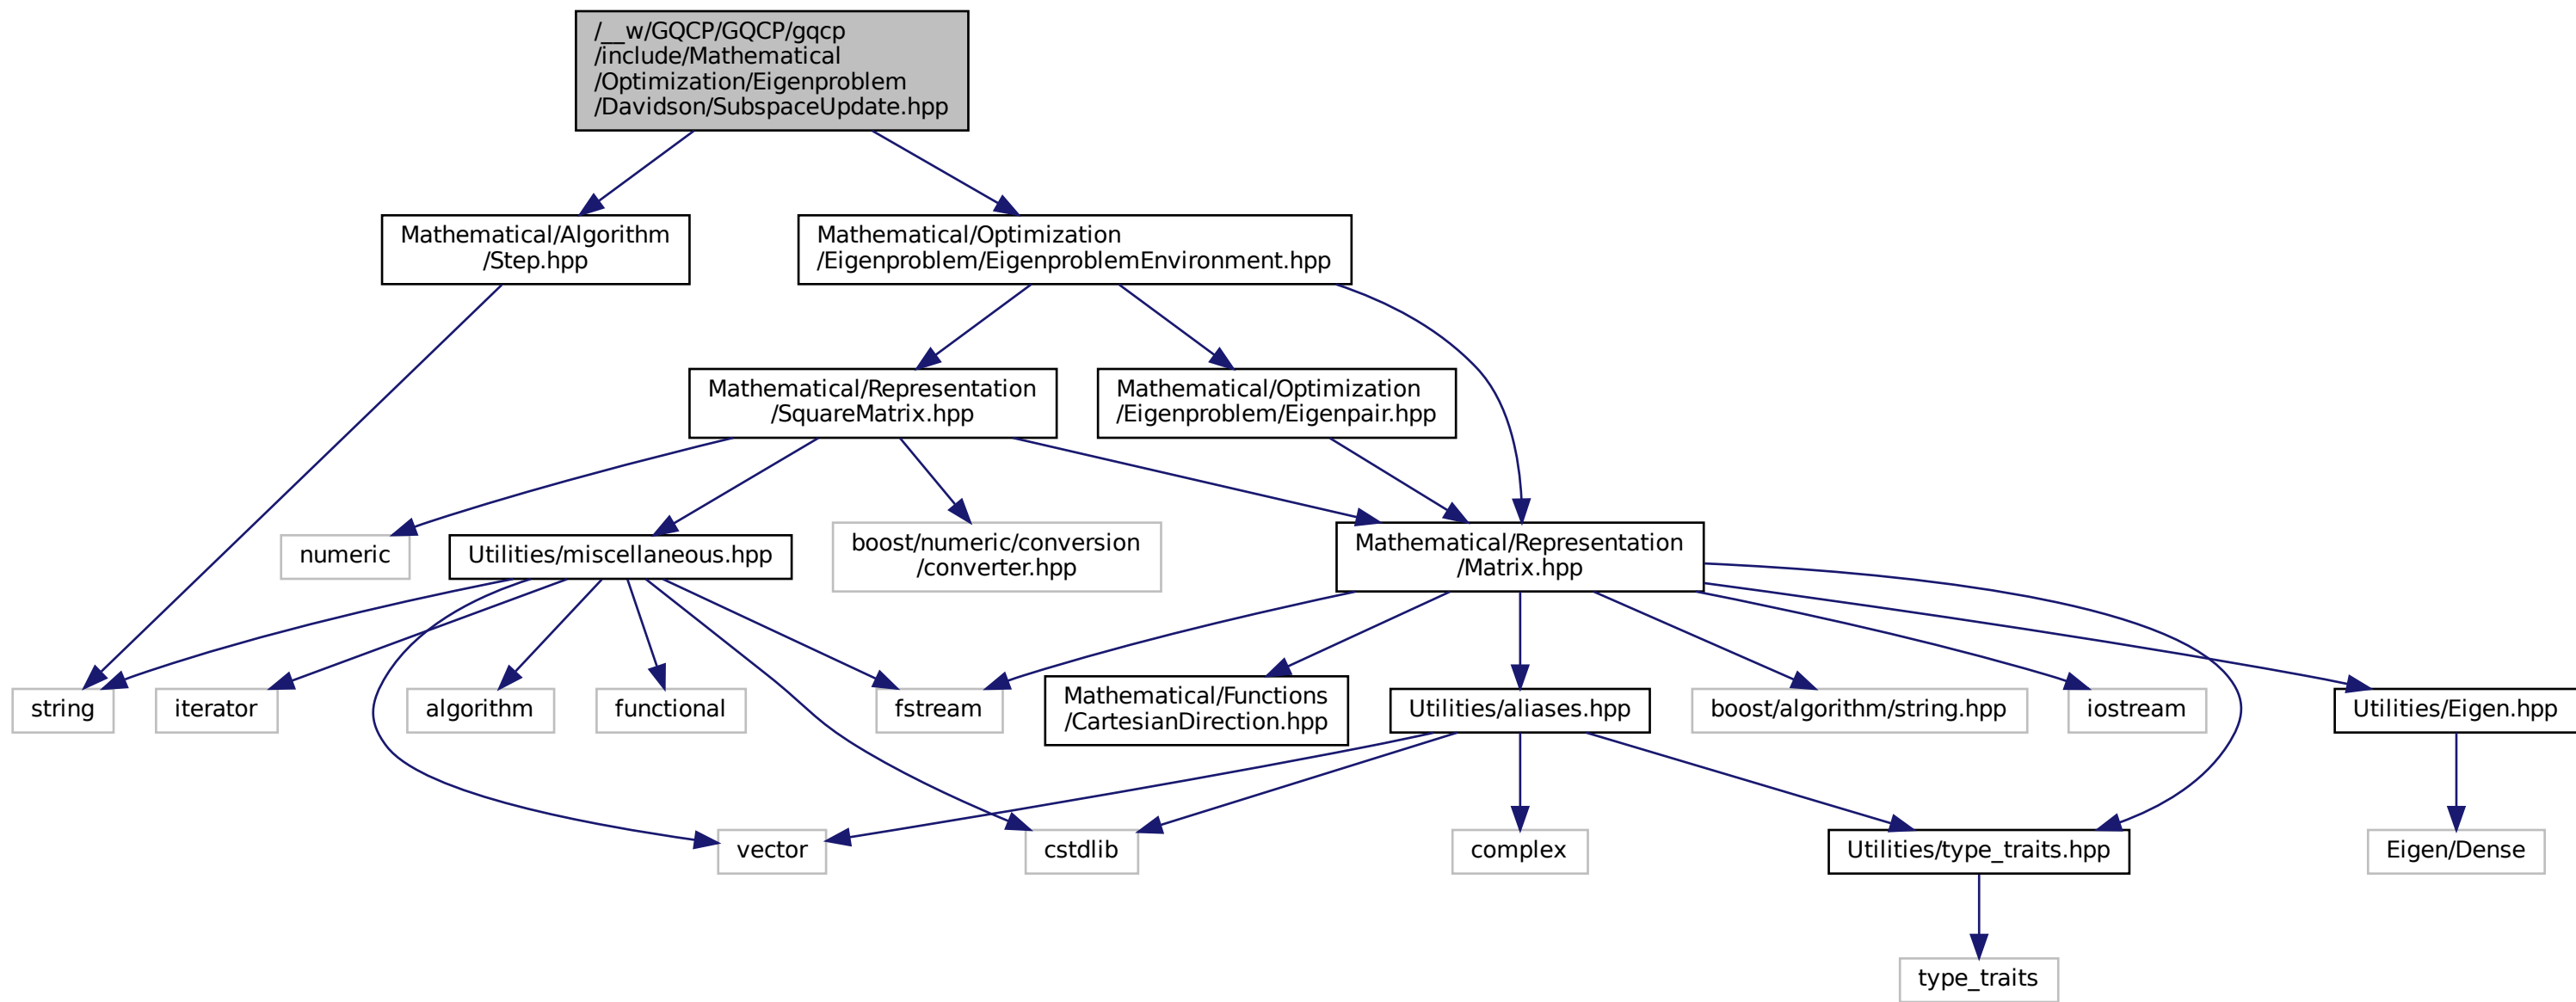 /__w/GQCP/GQCP/gqcp
/include/Mathematical
/Optimization/Eigenproblem
/Davidson/SubspaceUpdate.hpp
Mathematical/Algorithm
/Step.hpp
Mathematical/Optimization
/Eigenproblem/EigenproblemEnvironment.hpp
Mathematical/Representation
/SquareMatrix.hpp
Mathematical/Optimization
/Eigenproblem/Eigenpair.hpp
numeric
Utilities/miscellaneous.hpp
boost/numeric/conversion
/converter.hpp
Mathematical/Representation
/Matrix.hpp
string
iterator
algorithm
functional
fstream
Mathematical/Functions
/CartesianDirection.hpp
Utilities/aliases.hpp
boost/algorithm/string.hpp
iostream
Utilities/Eigen.hpp
vector
cstdlib
complex
Utilities/type_traits.hpp
Eigen/Dense
type_traits